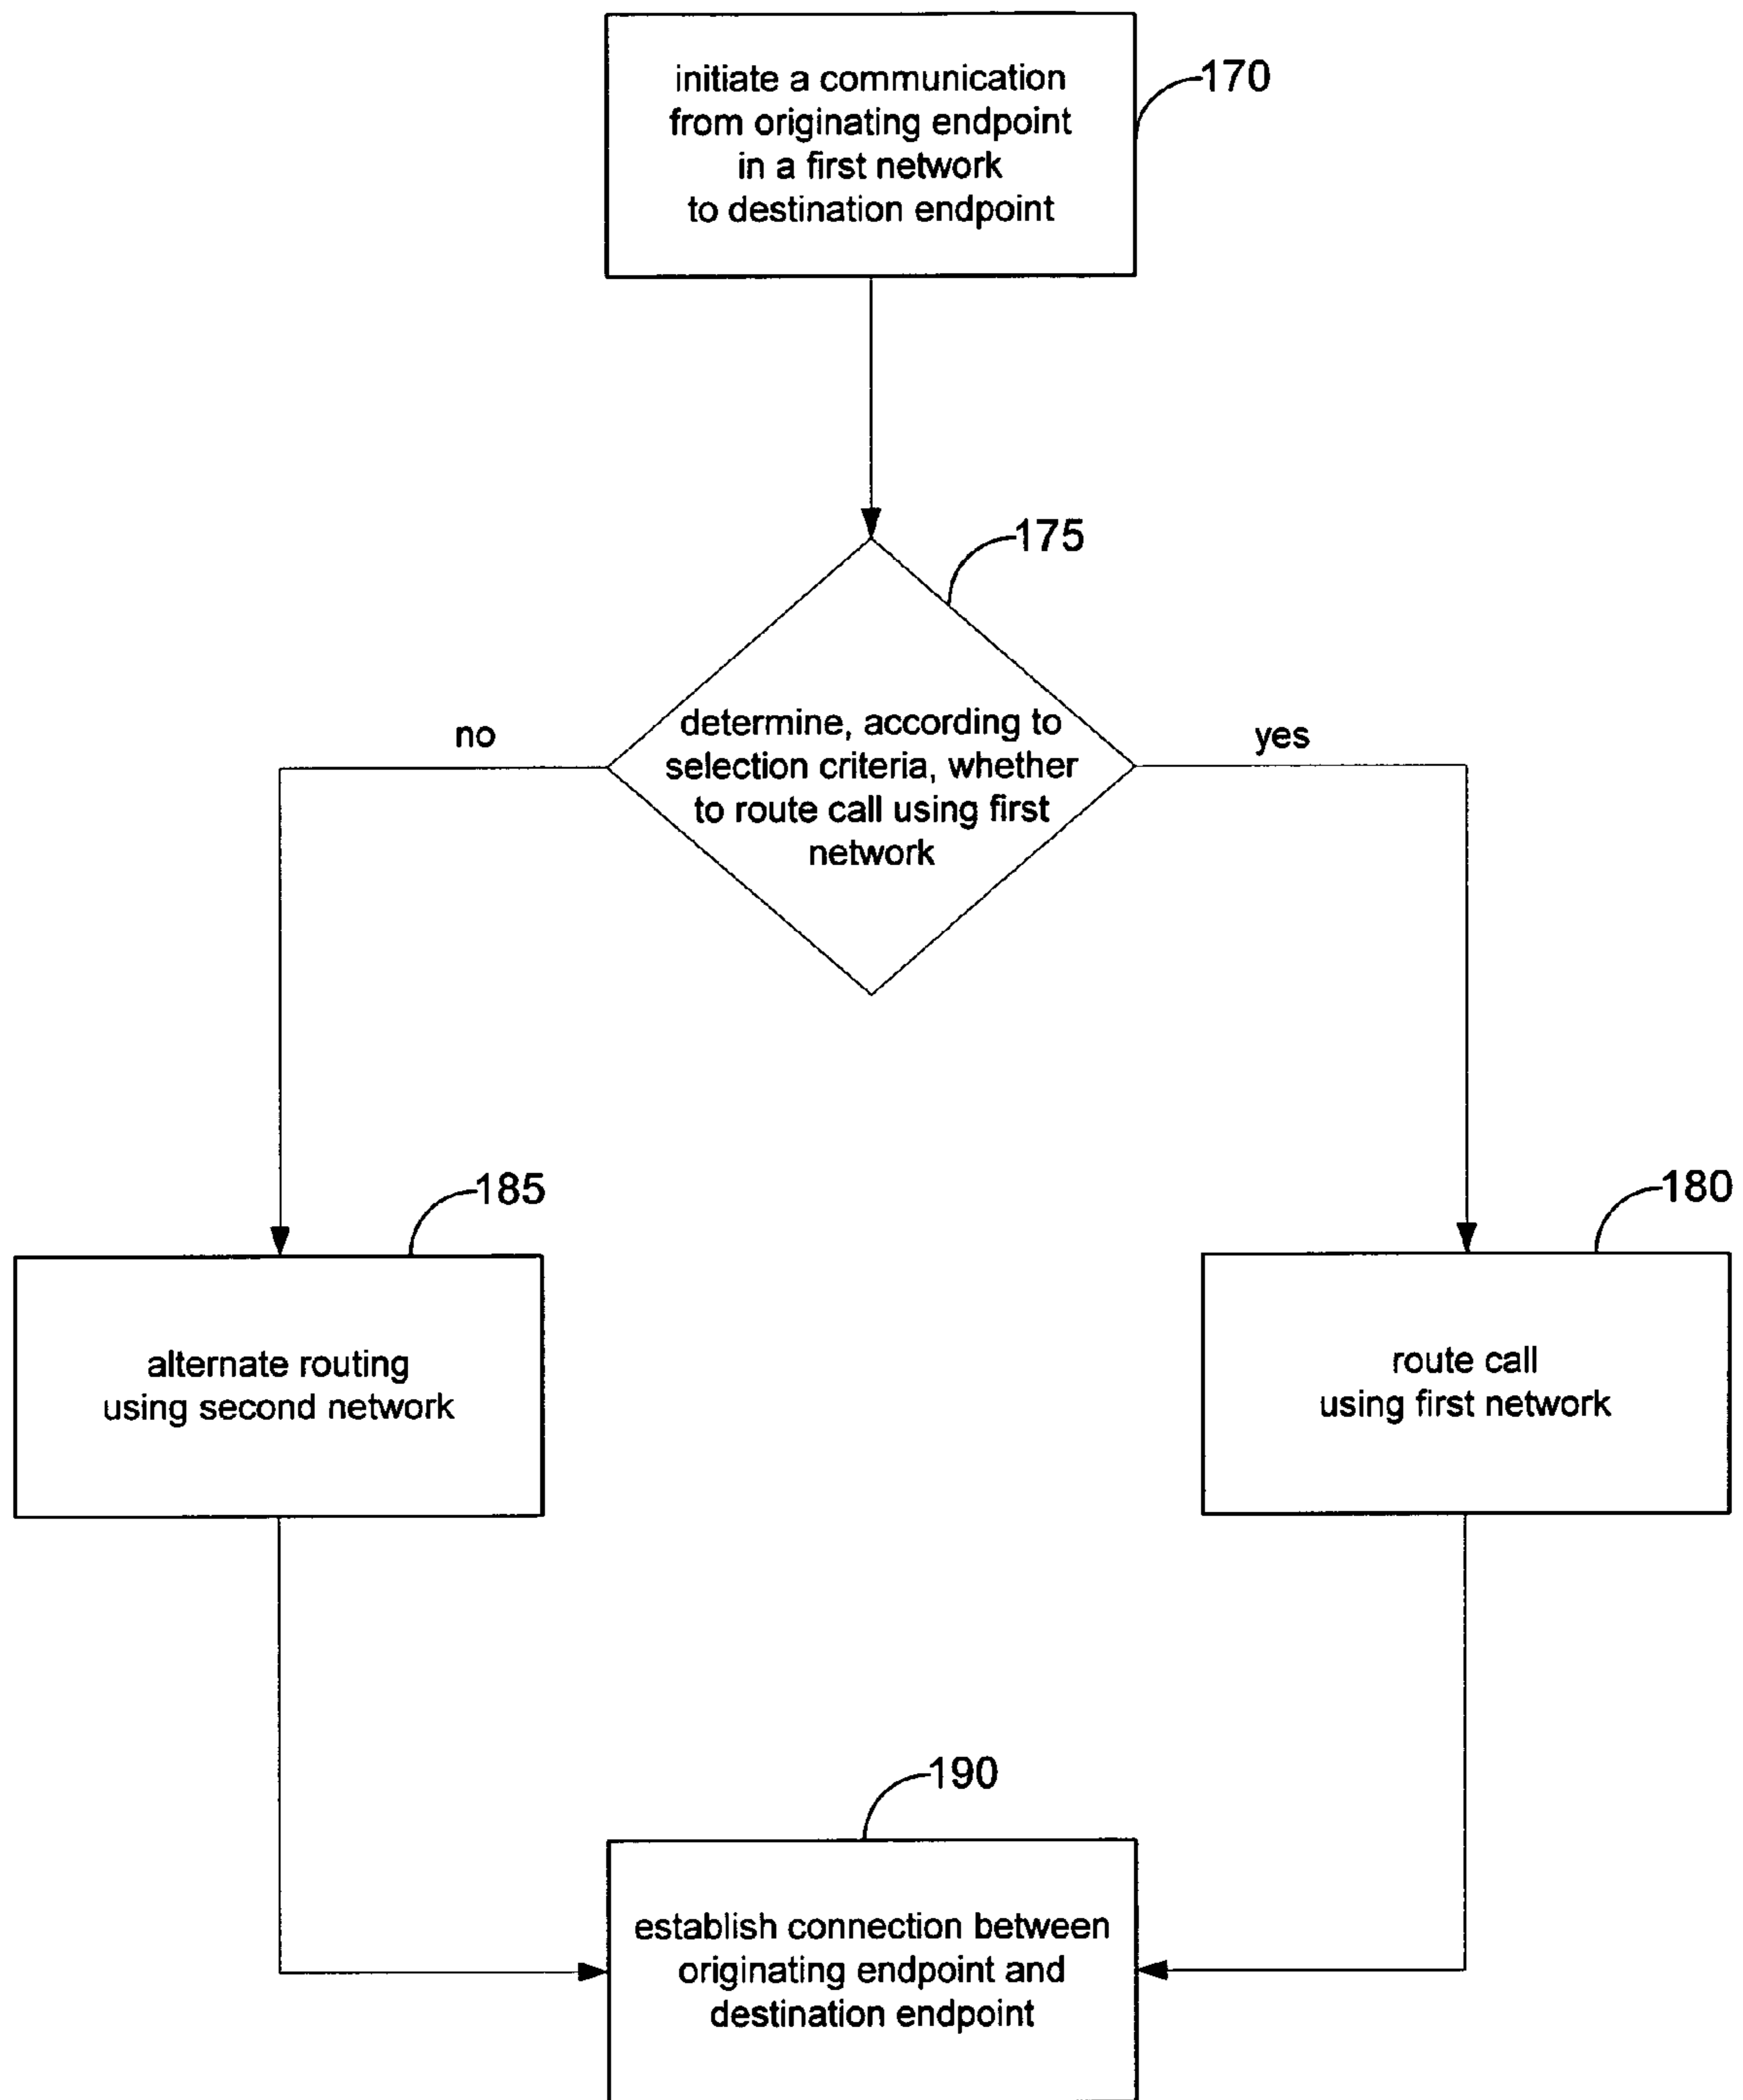 initiate a communication
from originating endpoint
in a first network
to destination endpoint
170
175
determine, according to
selection criteria, whether
to route call using first
network
no
yes
185
180
alternate routing
using second network
route call
using first network
190
establish connection between
originating endpoint and
destination endpoint